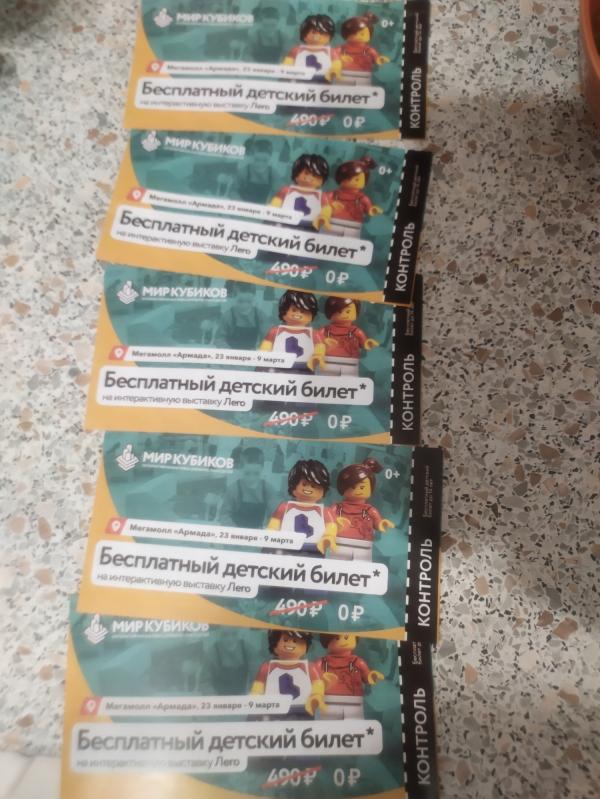 МИР КУБИКОВ
0+
Мегамолл «Армада», 23 января - 9 марта
Бесплатный детский билет*
на интерактивную выставку Лего
490 ₽ 0 ₽
КОНТРОЛЬ
МИР КУБИКОВ
0+
Мегамолл «Армада», 23 января - 9 марта
Бесплатный детский билет*
на интерактивную выставку Лего
490 ₽ 0 ₽
КОНТРОЛЬ
МИР КУБИКОВ
Мегамолл «Армада», 23 января - 9 марта
Бесплатный детский билет*
на интерактивную выставку Лего
490 ₽ 0 ₽
КОНТРОЛЬ
МИР КУБИКОВ
0+
Мегамолл «Армада», 23 января - 9 марта
Бесплатный детский билет*
на интерактивную выставку Лего
490 ₽ 0 ₽
Бесплатный детский
КОНТРОЛЬ
МИР КУБИКОВ
Мегамолл «Армада», 23 января - 9 марта
Бесплатный детский билет*
на интерактивную выставку Лего
490 ₽ 0 ₽
КОНТРОЛЬ